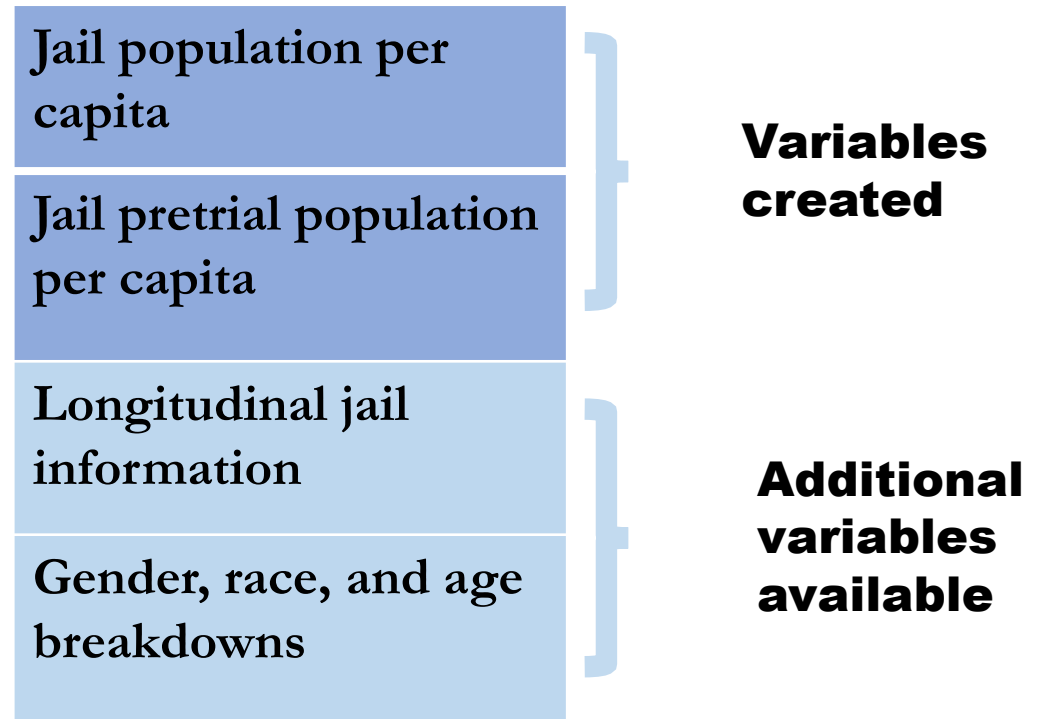 Jail population per
capita
Jail pretrial population
per capita
Variables
created
Longitudinal jail
information
Gender, race, and age
breakdowns
Additional
variables
available